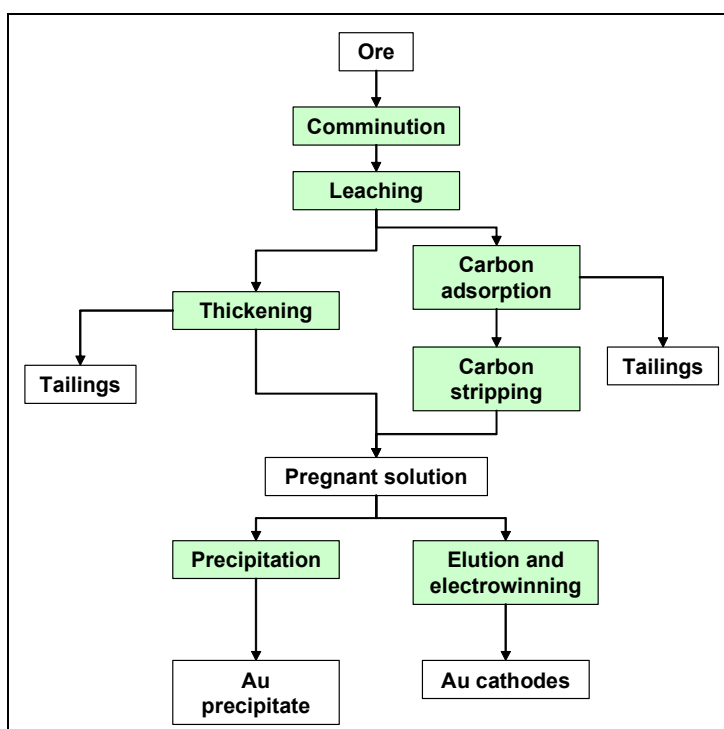 Ore
Comminution
Leaching
Carbon
adsorption
Thickening
Tailings
Carbon
stripping
Tailings
Pregnant solution
Precipitation
Elution and
electrowinning
Au
precipitate
Au cathodes